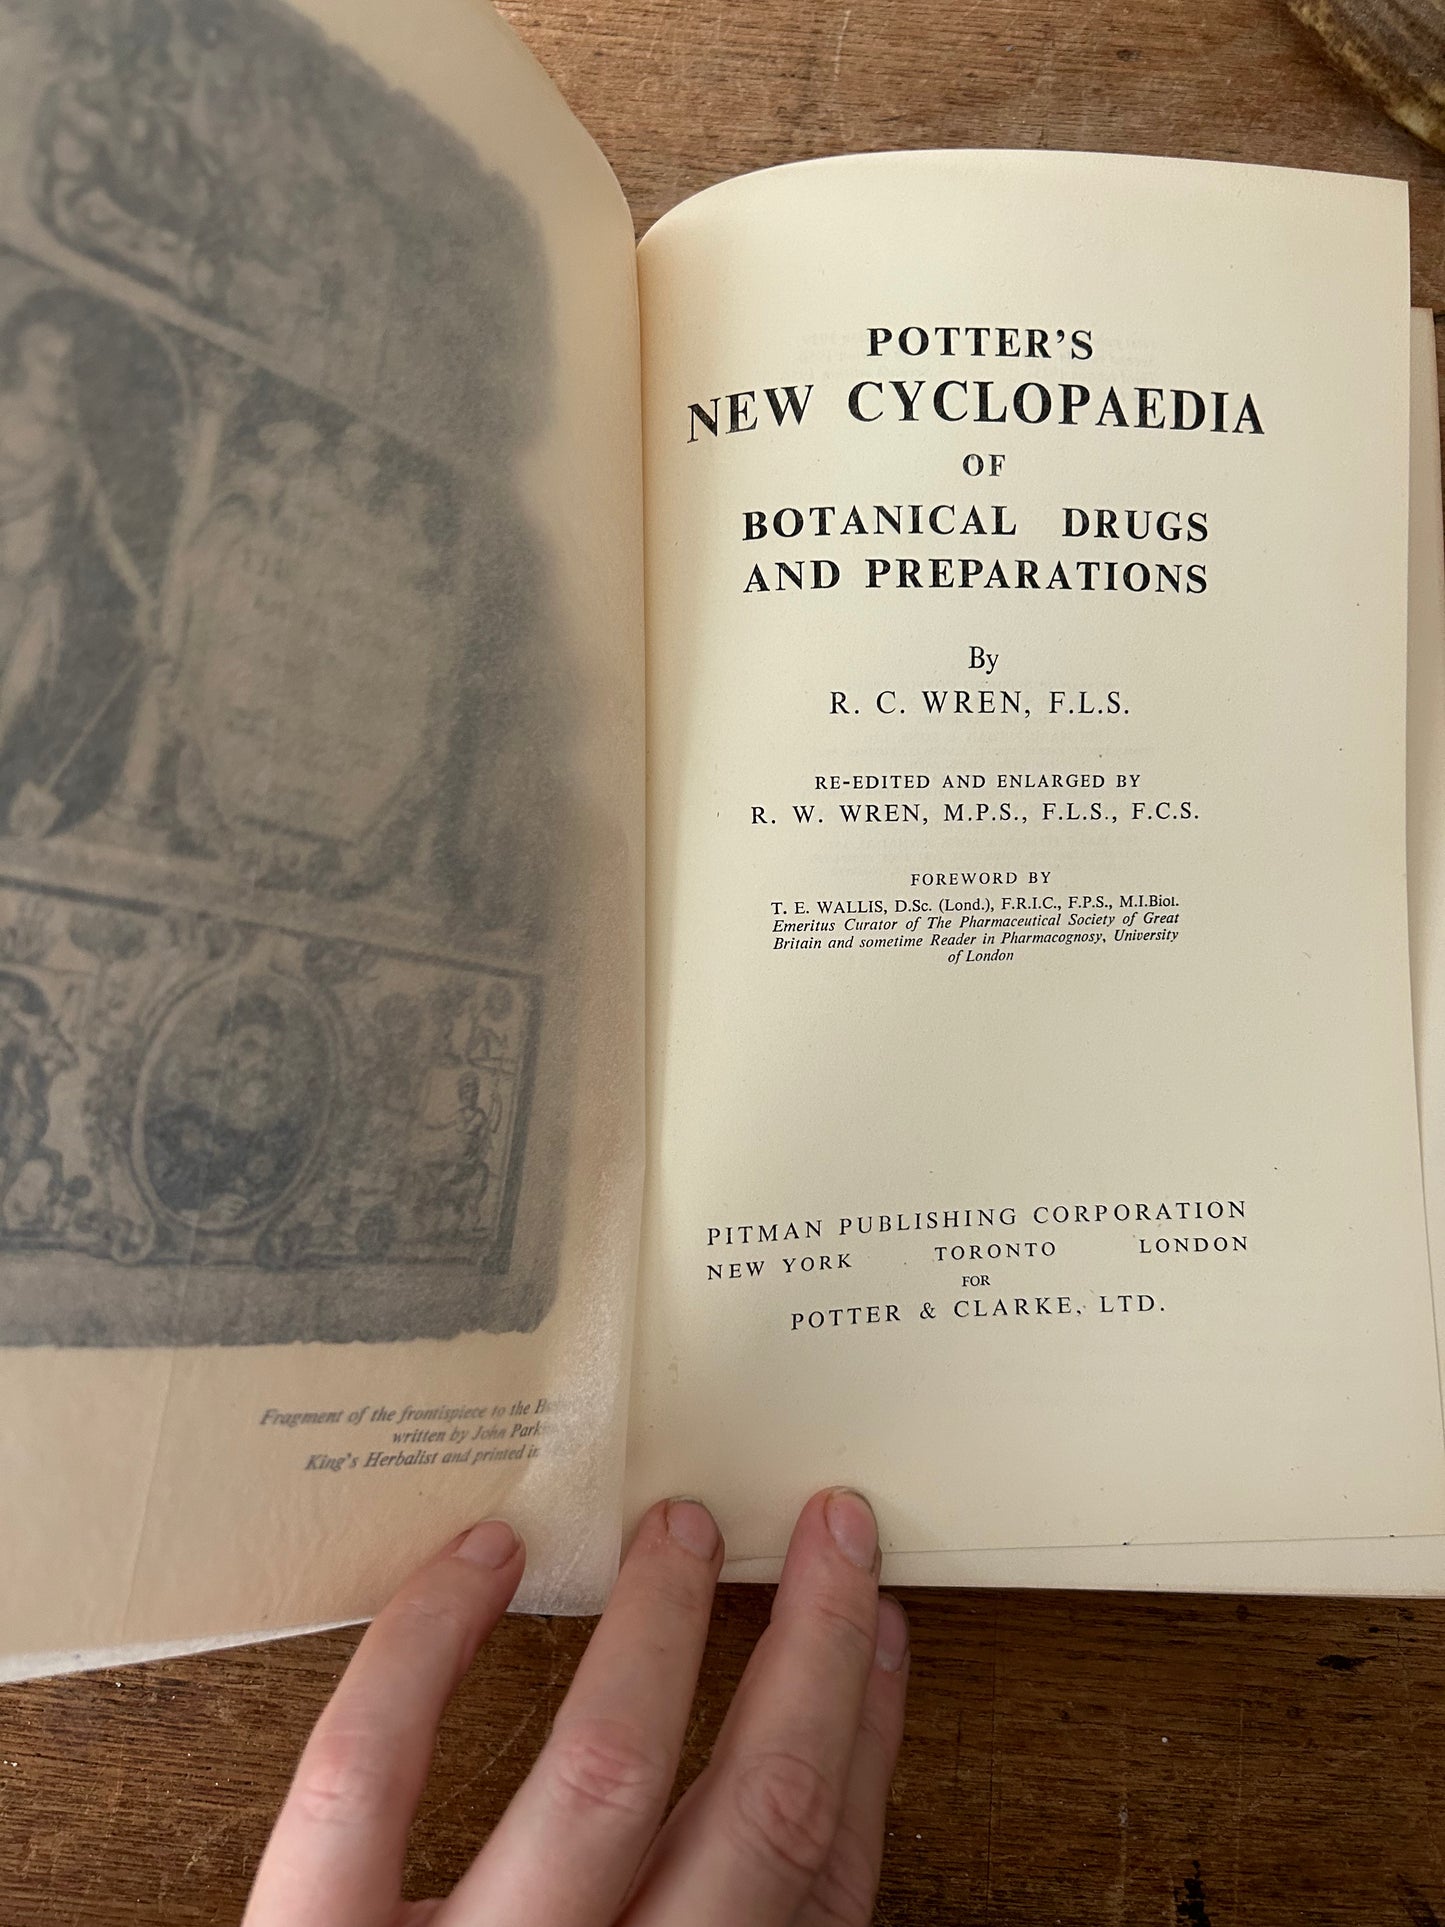 Fragment of the frontispiece to the
written by John
King's Herbalist and printed
POTTER'S
NEW CYCLOPAEDIA
OF
BOTANICAL DRUGS
AND PREPARATIONS
By
R. C. WREN, F.L.S.
RE-EDITED AND ENLARGED BY
R. W. WREN, M.P.S., F.L.S., F.C.S.
FOREWORD BY
T. E. WALLIS, D.Sc. (Lond.), F.R.I.C., F.P.S., M.I.Biol.
Emeritus Curator of The Pharmaceutical Society of Great
Britain and sometime Reader in Pharmacognosy, University
of London
PITMAN PUBLISHING CORPORATION
NEW YORK TORONTO LONDON
FOR
POTTER & CLARKE, LTD.